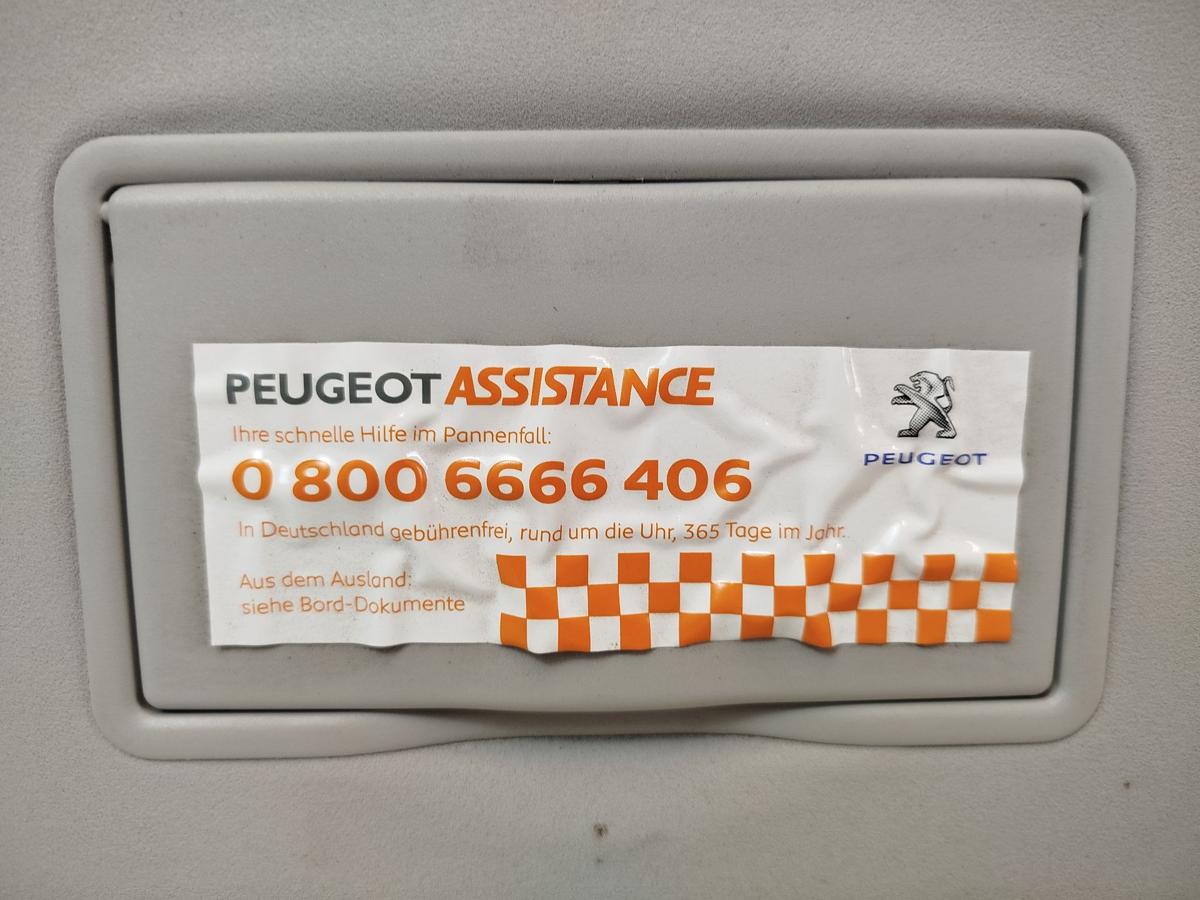 PEUGEOT ASSISTANCE
Ihre schnelle Hilfe im Pannenfall:
0 800 6666 406
In Deutschland gebührenfrei, rund um die Uhr, 365 Tage im Jahr.
Aus dem Ausland:
siehe Bord-Dokumente
PEUGEOT